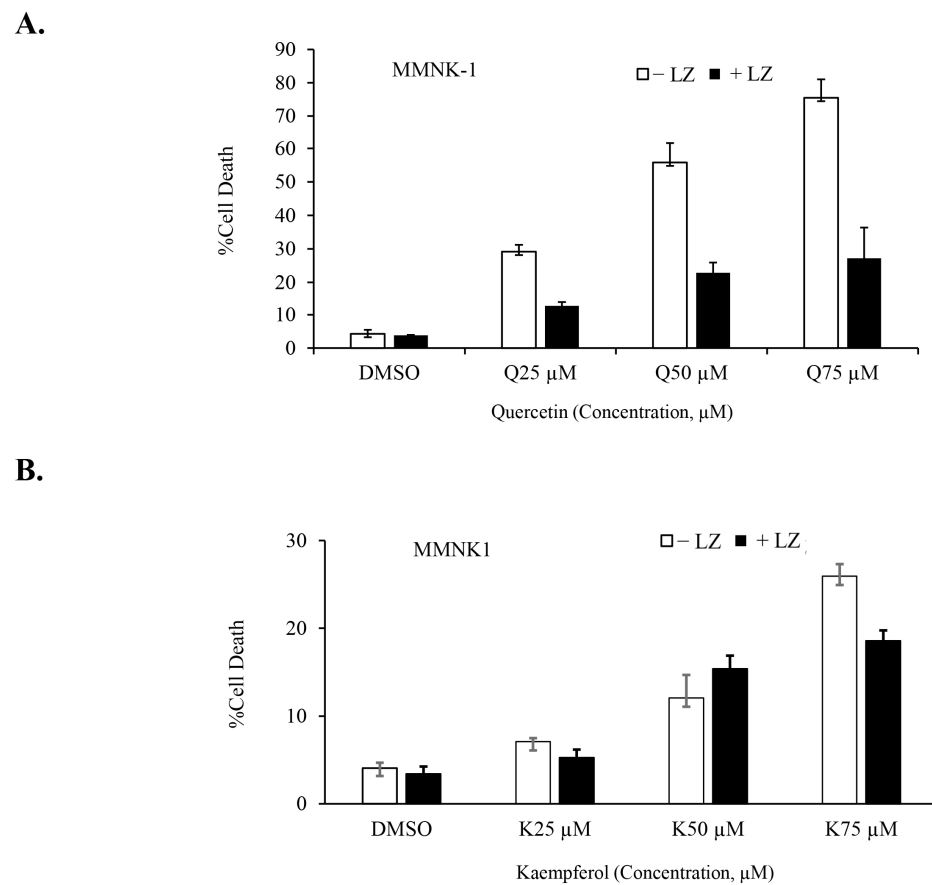 A.
MMNK-1
− LZ
+ LZ
90
80
70
60
50
40
30
20
10
0
%Cell Death
DMSO
Q25 µM
Q50 µM
Q75 µM
Quercetin (Concentration, µM)
B.
MMNK1
− LZ
+ LZ
30
20
10
0
%Cell Death
DMSO
K25 µM
K50 µM
K75 µM
Kaempferol (Concentration, µM)